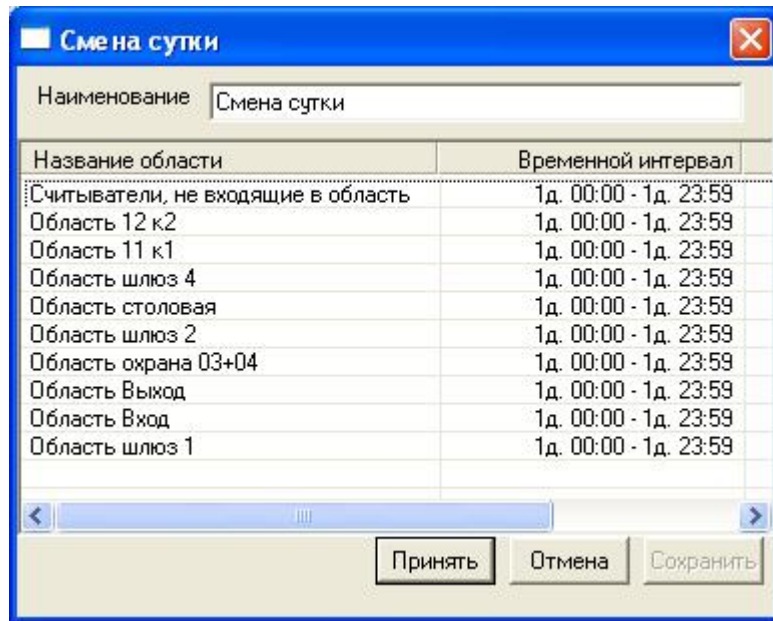 Смена сутки
Наименование Смена сутки
Название области Временной интервал
Считыватели, не входящие в область 1д. 00:00 - 1д. 23:59
Область 12 к2 1д. 00:00 - 1д. 23:59
Область 11 к1 1д. 00:00 - 1д. 23:59
Область шлюз 4 1д. 00:00 - 1д. 23:59
Область столовая 1д. 00:00 - 1д. 23:59
Область шлюз 2 1д. 00:00 - 1д. 23:59
Область охрана 03+04 1д. 00:00 - 1д. 23:59
Область Выход 1д. 00:00 - 1д. 23:59
Область Вход 1д. 00:00 - 1д. 23:59
Область шлюз 1 1д. 00:00 - 1д. 23:59
Принять Отмена Сохранить